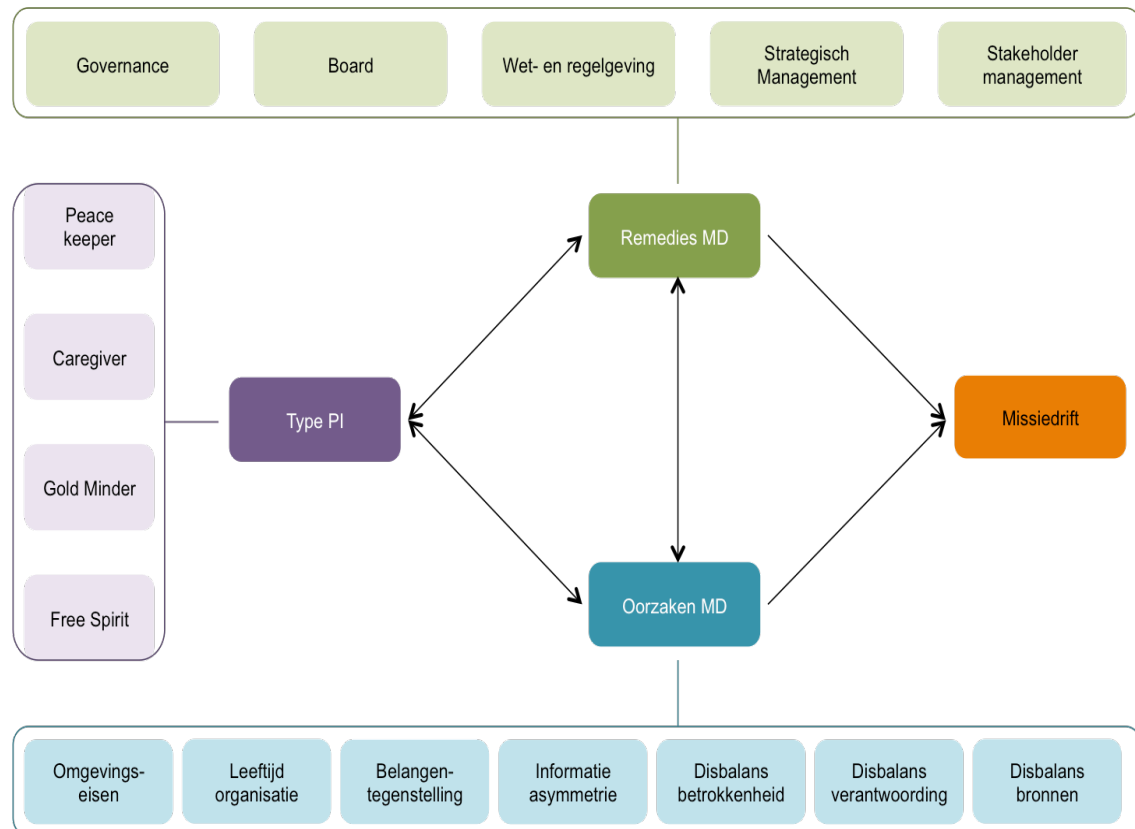 Governance
Board
Wet- en regelgeving
Strategisch
Management
Stakeholder
management
Peace
keeper
Caregiver
Gold Minder
Free Spirit
Type PI
Remedies MD
Oorzaken MD
Missiedrift
Omgevings-
eisen
Leeftijd
organisatie
Belangen-
tegenstelling
Informatie
asymmetrie
Disbalans
betrokkenheid
Disbalans
verantwoording
Disbalans
bronnen